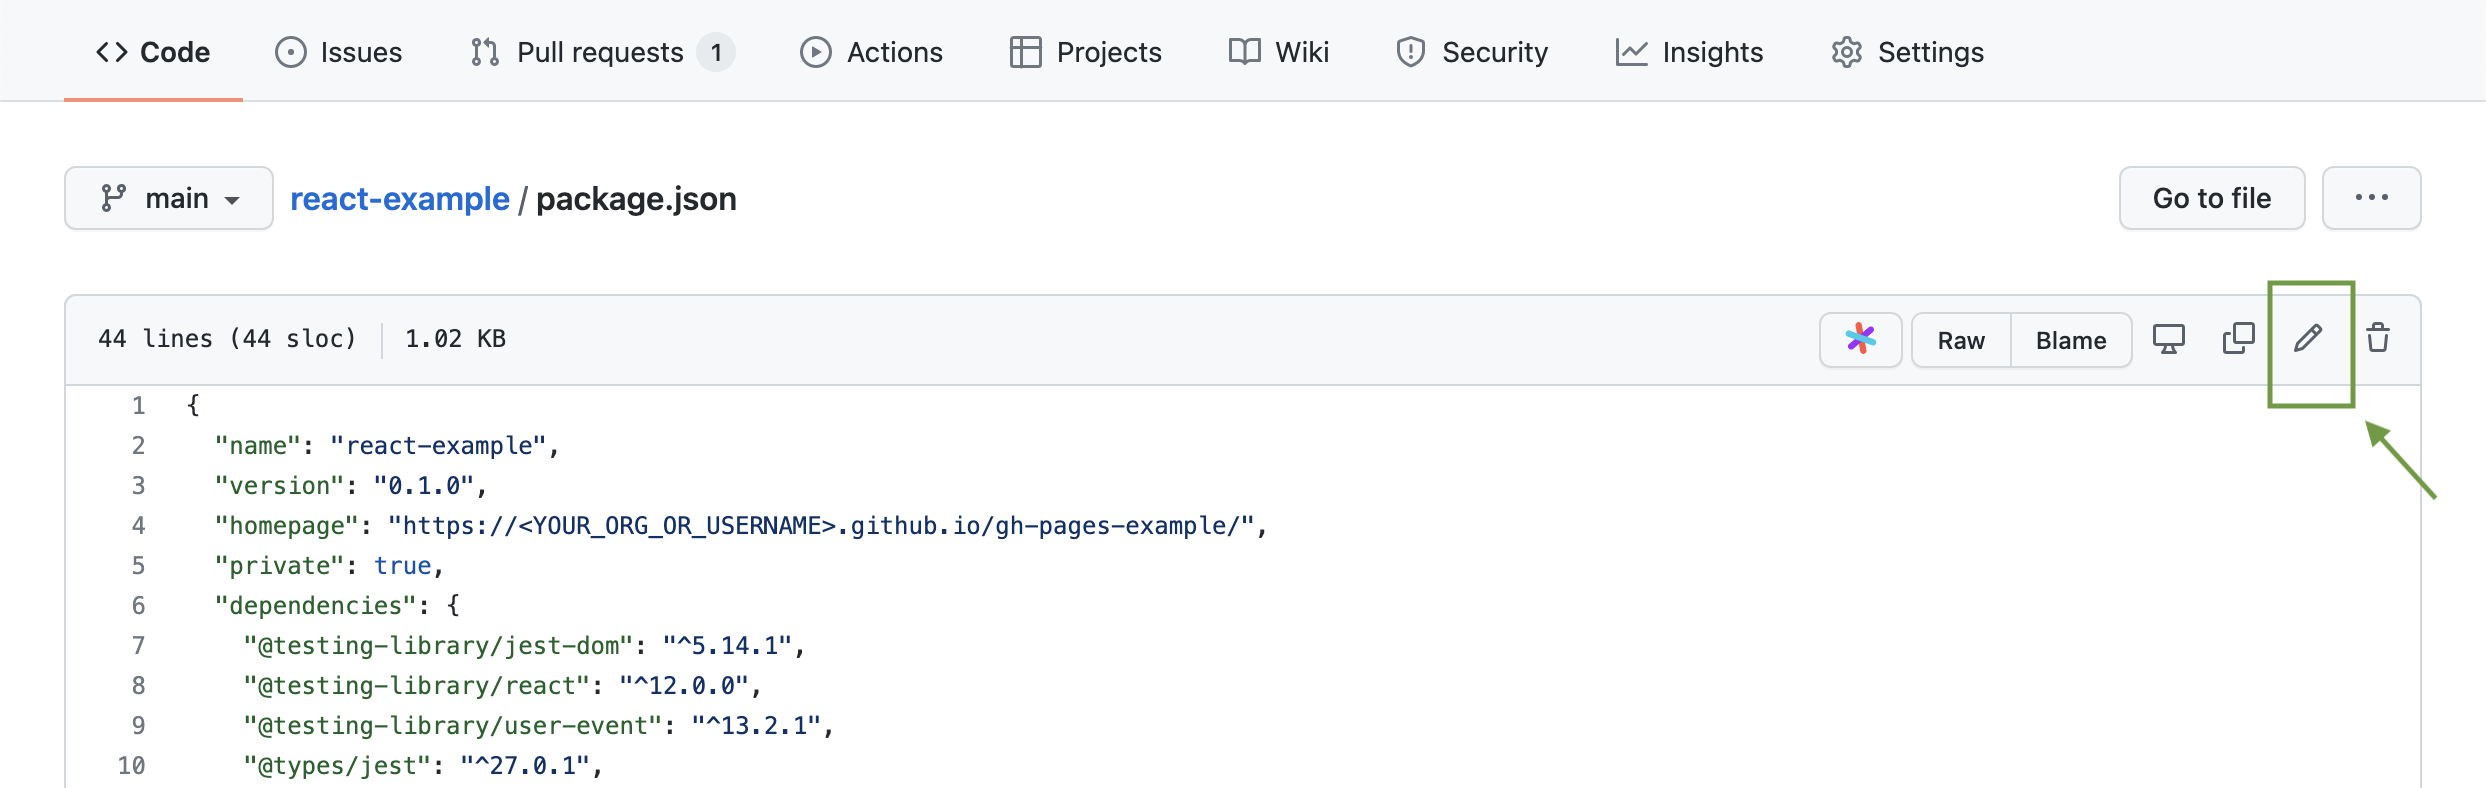 Code Issues Pull requests 1 Actions Projects Wiki Security Insights Settings
main react-example / package.json Go to file ...
44 lines (44 sloc) 1.02 KB Raw Blame
1 {
2 "name": "react-example",
3 "version": "0.1.0",
4 "homepage": "https://<YOUR_ORG_OR_USERNAME>.github.io/gh-pages-example/",
5 "private": true,
6 "dependencies": {
7 "@testing-library/jest-dom": "^5.14.1",
8 "@testing-library/react": "^12.0.0",
9 "@testing-library/user-event": "^13.2.1",
10 "@types/jest": "^27.0.1",